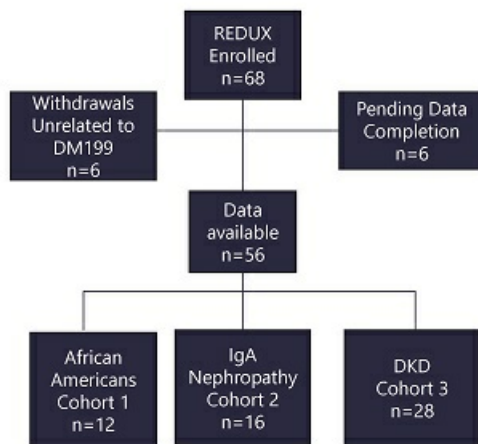 REDUX
Enrolled
n=68
Withdrawals
Unrelated to
DM199
n=6
Pending Data
Completion
n=6
Data
available
n=56
African
Americans
Cohort 1
n=12
IgA
Nephropathy
Cohort 2
n=16
DKD
Cohort 3
n=28